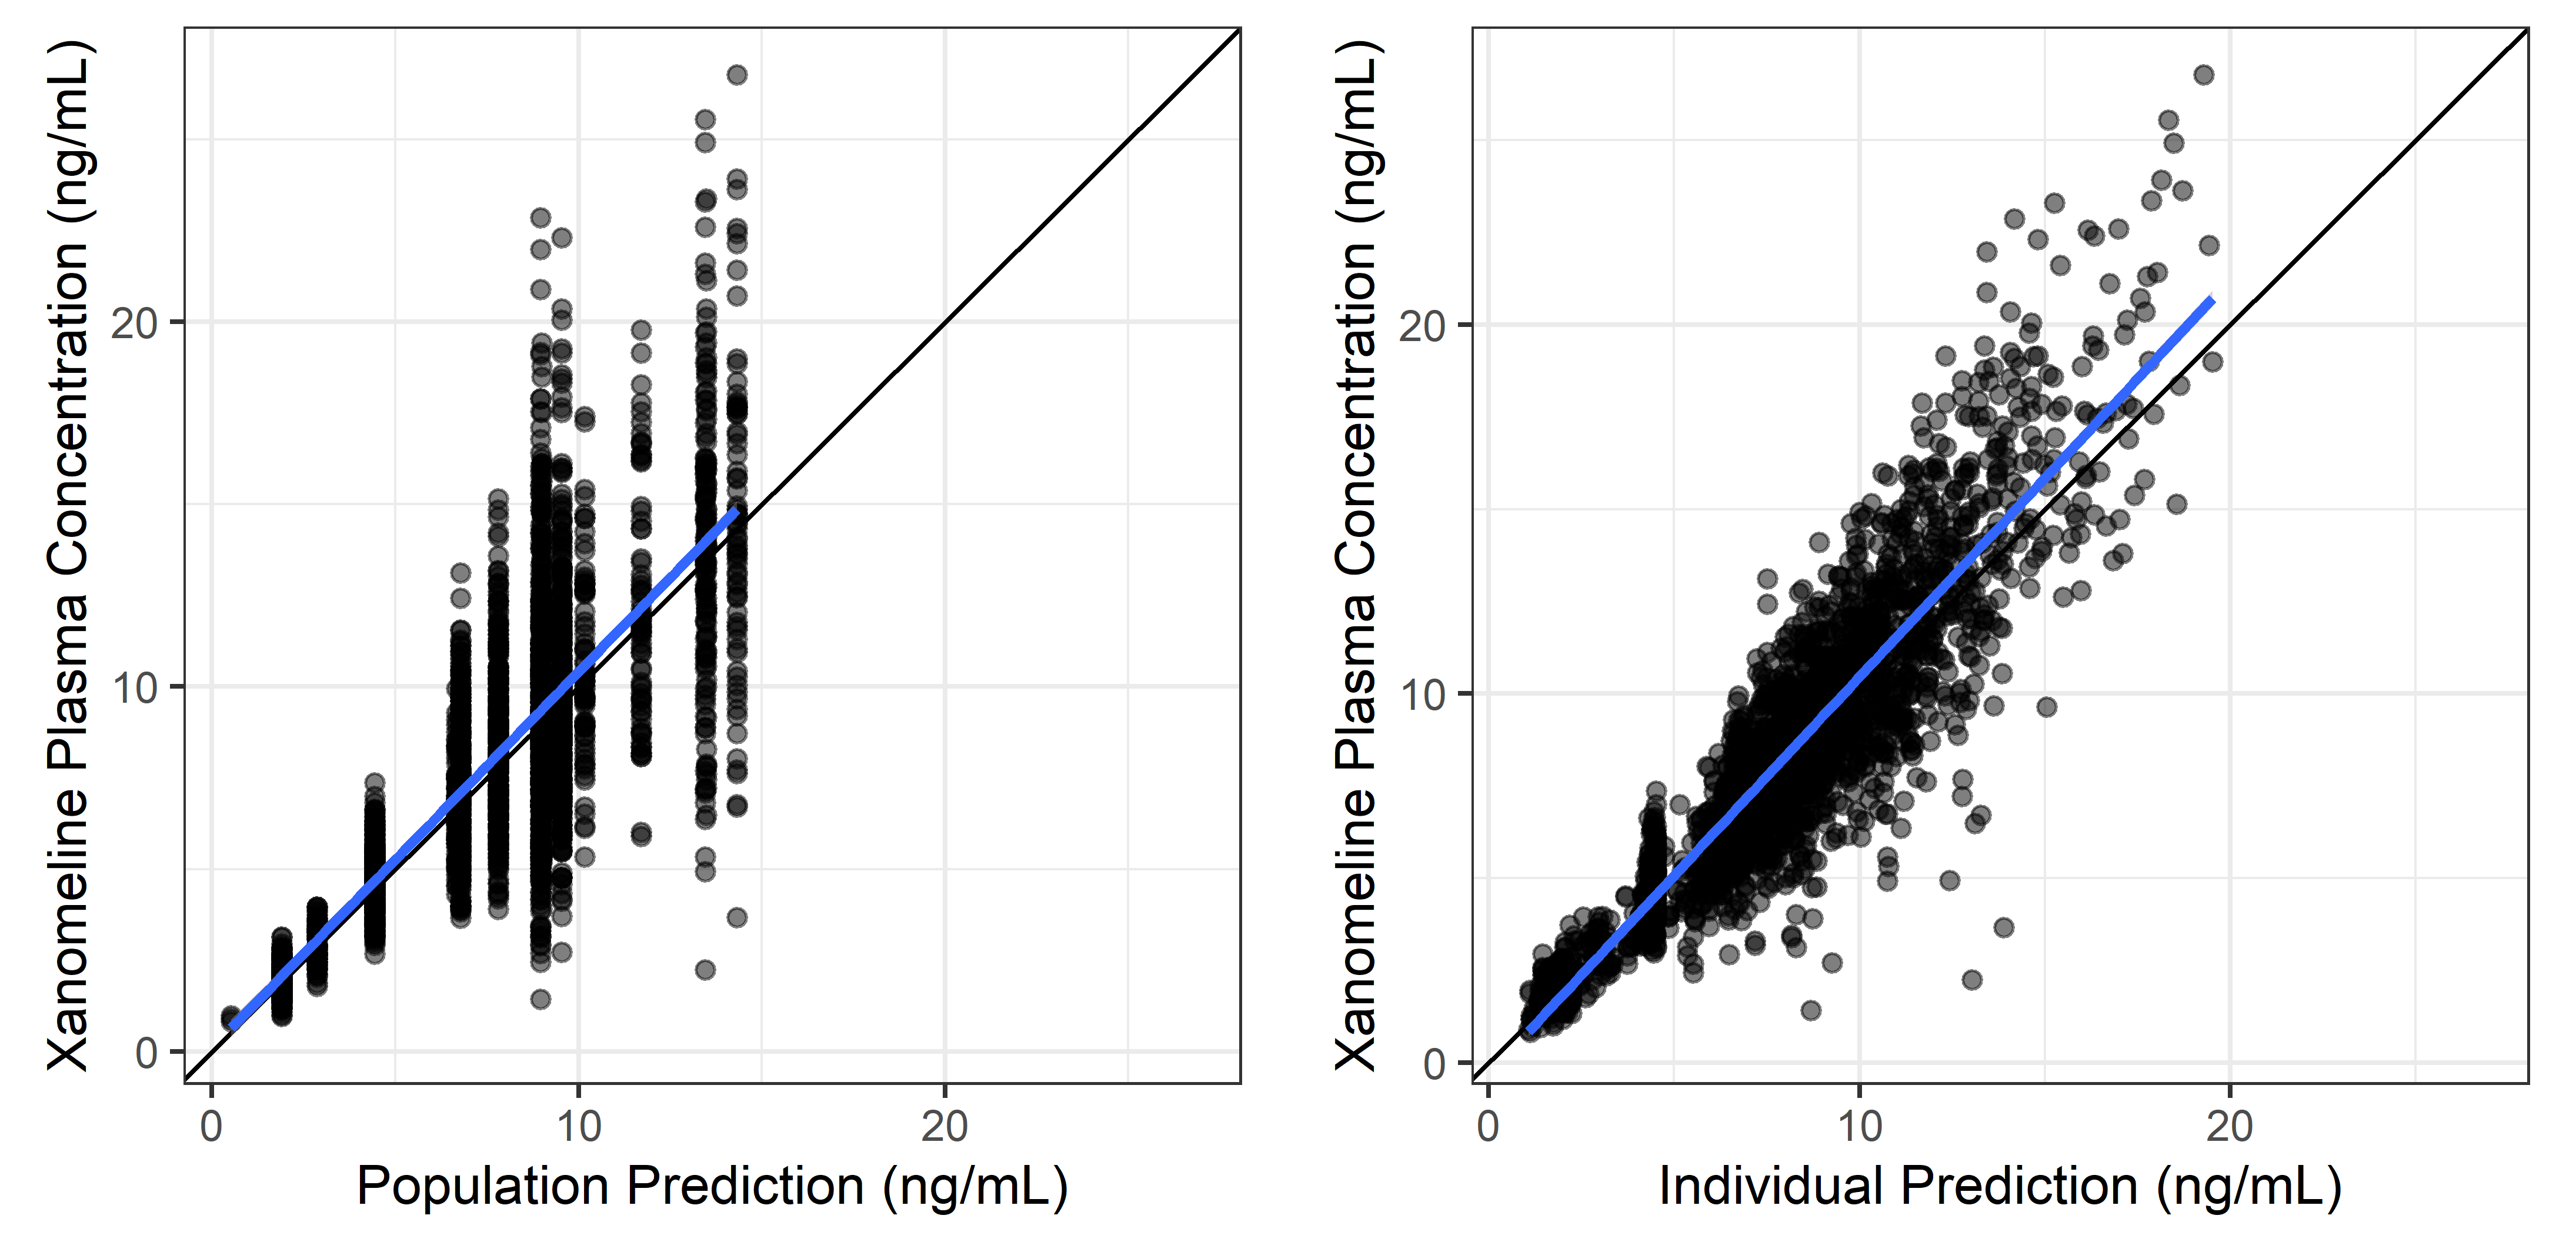 Xanomeline Plasma Concentration (ng/mL)
20
10
0
0 10 20
Population Prediction (ng/mL)
Xanomeline Plasma Concentration (ng/mL)
20
10
0
0 10 20
Individual Prediction (ng/mL)